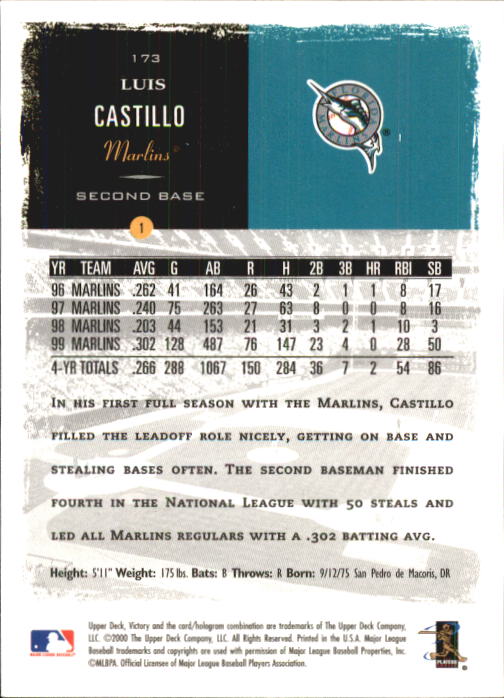 173
LUIS
CASTILLO
Marlins®
SECOND BASE
FLORIDA
MARLINS
®
1
YR TEAM AVG G AB R H 2B 3B HR RBI SB
96 MARLINS .262 41 164 26 43 2 1 1 8 17
97 MARLINS .240 75 263 27 63 8 0 0 8 16
98 MARLINS .203 44 153 21 31 3 2 1 10 3
99 MARLINS .302 128 487 76 147 23 4 0 28 50
4-YR TOTALS .266 288 1067 150 284 36 7 2 54 86
IN HIS FIRST FULL SEASON WITH THE MARLINS, CASTILLO
FILLED THE LEADOFF ROLE NICELY, GETTING ON BASE AND
STEALING BASES OFTEN. THE SECOND BASEMAN FINISHED
FOURTH IN THE NATIONAL LEAGUE WITH 50 STEALS AND
LED ALL MARLINS REGULARS WITH A .302 BATTING AVG.
Height: 5'11" Weight: 175 lbs. Bats: B Throws: R Born: 9/12/75 San Pedro de Macoris, DR
Upper Deck, Victory and the card/hologram combination are trademarks of The Upper Deck Company,
LLC. ©2000 The Upper Deck Company, LLC. All Rights Reserved. Printed in the U.S.A. Major League
Baseball trademarks and copyrights are used with permission of Major League Baseball Properties, Inc.
©MLBPA. Official Licensee of Major League Baseball Players Association.
MAJOR LEAGUE BASEBALL
PLAYERS